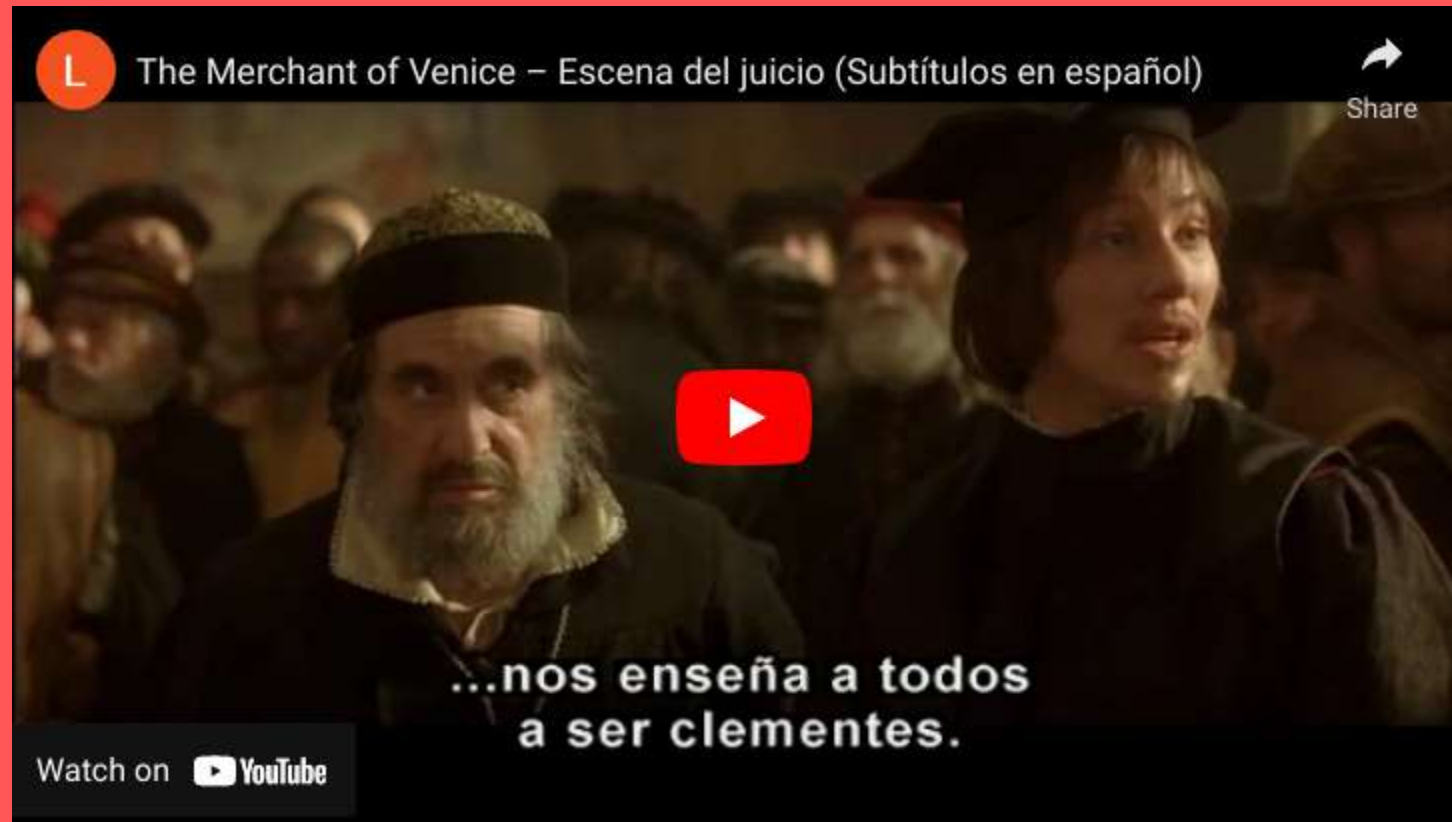 L
The Merchant of Venice – Escena del juicio (Subtítulos en español)
Share
...nos enseña a todos
a ser clementes.
Watch on YouTube